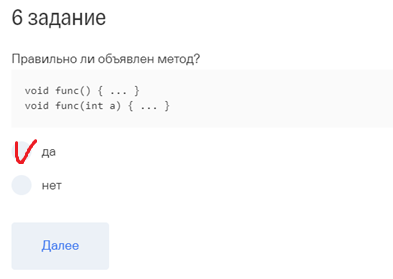 6 задание
Правильно ли объявлен метод?
void func() { ... }
void func(int a) { ... }
да
нет
Далее